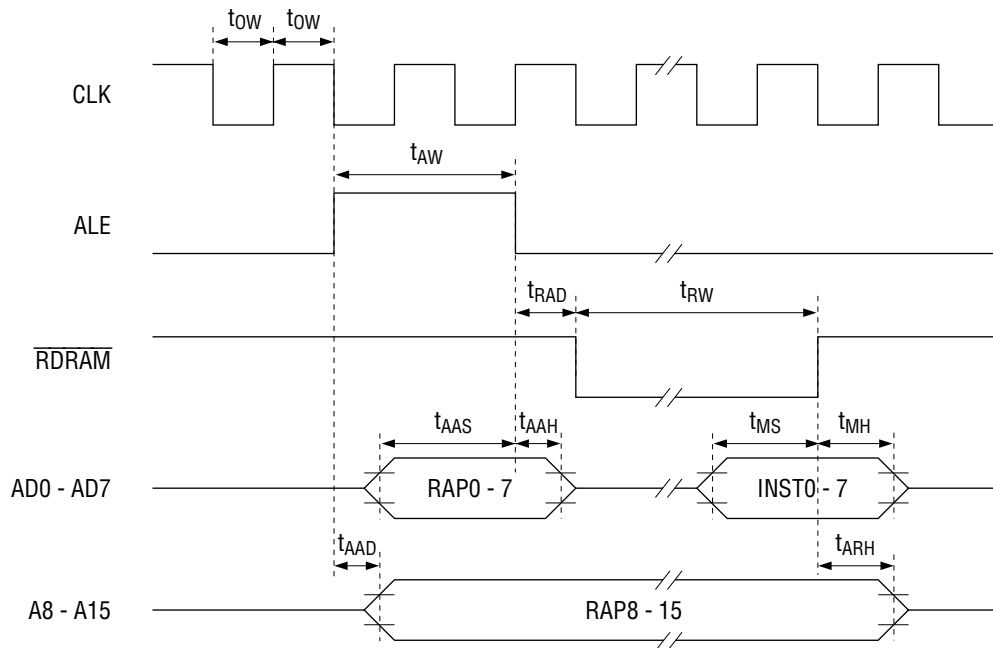 tOW tOW
CLK
tAW
ALE
tRAD tRW
RDRAM
tAAS tAAH tMS tMH
AD0 - AD7 RAP0 - 7 INST0 - 7
tAAD tARH
A8 - A15 RAP8 - 15